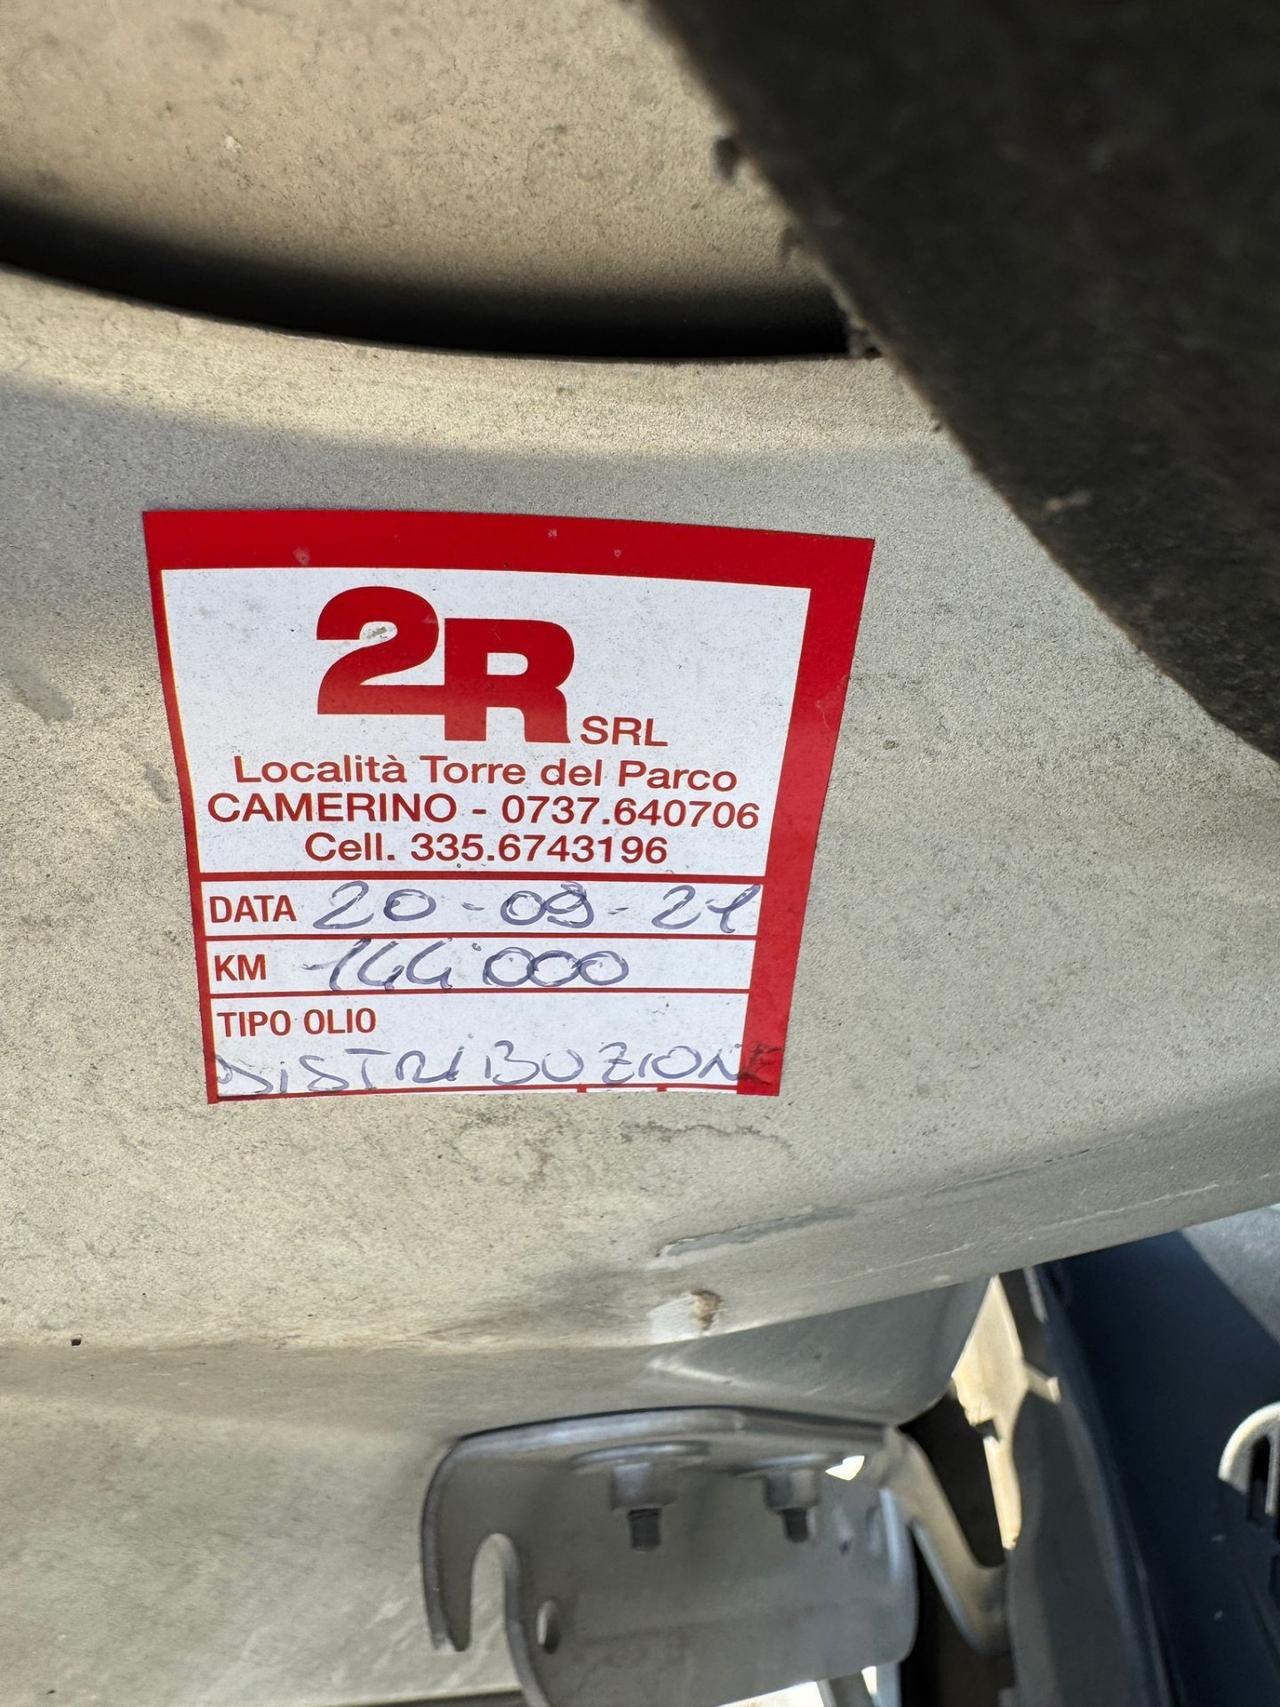 2R SRL
Località Torre del Parco
CAMERINO - 0737.640706
Cell. 335.6743196
DATA 20-09-21
KM 144'000
TIPO OLIO
DISTRIBUZIONE